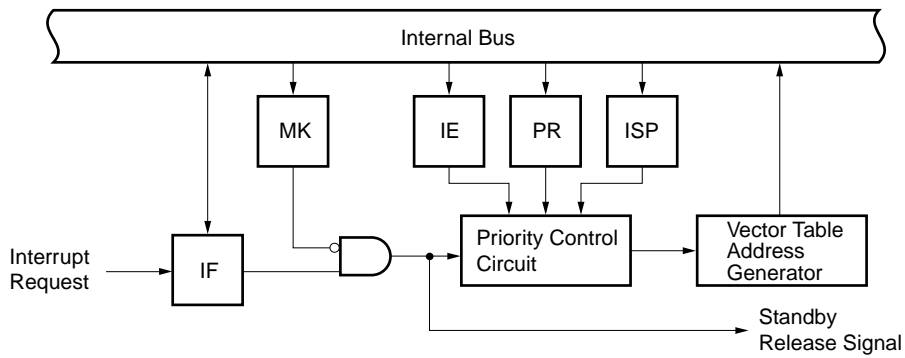 Internal Bus
MK
IE
PR
ISP
Interrupt
Request
IF
Priority Control
Circuit
Vector Table
Address
Generator
Standby
Release Signal